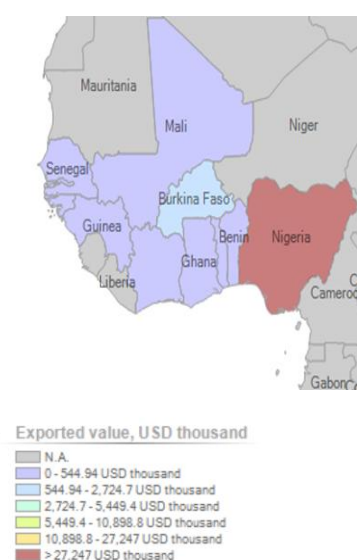 Mauritania
Mali
Niger
Senegal
Burkina Faso
Guinea
Benin
Nigeria
Ghana
Liberia
Gabon
Exported value, USD thousand
N.A.
0 - 544.94 USD thousand
544.94 - 2,724.7 USD thousand
2,724.7 - 5,449.4 USD thousand
5,449.4 - 10,898.8 USD thousand
10,898.8 - 27,247 USD thousand
> 27,247 USD thousand